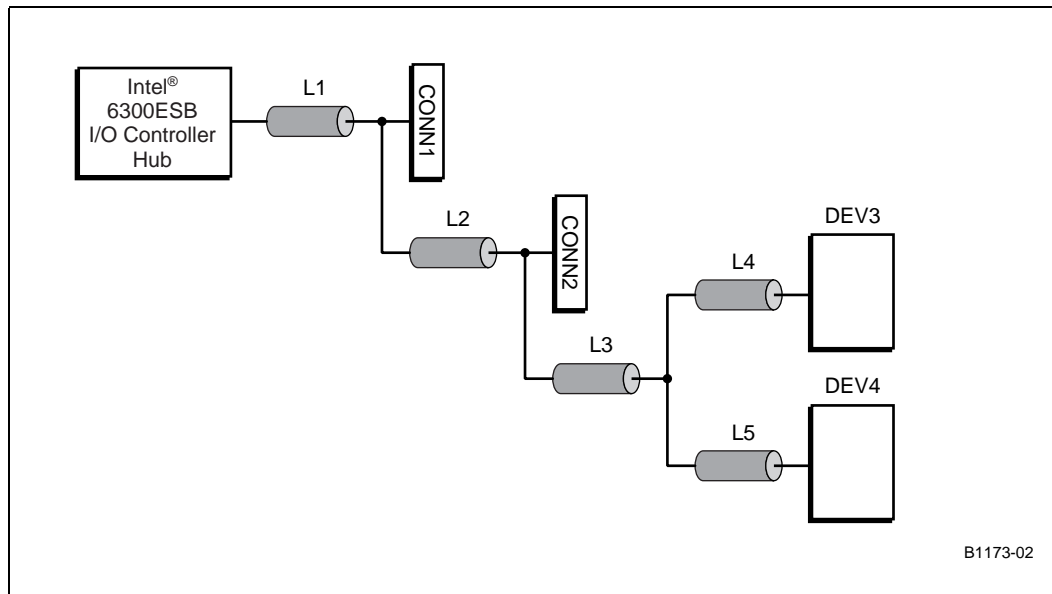 Intel®
6300ESB
I/O Controller
Hub
L1
CONN1
L2
CONN2
DEV3
L4
L3
DEV4
L5
B1173-02